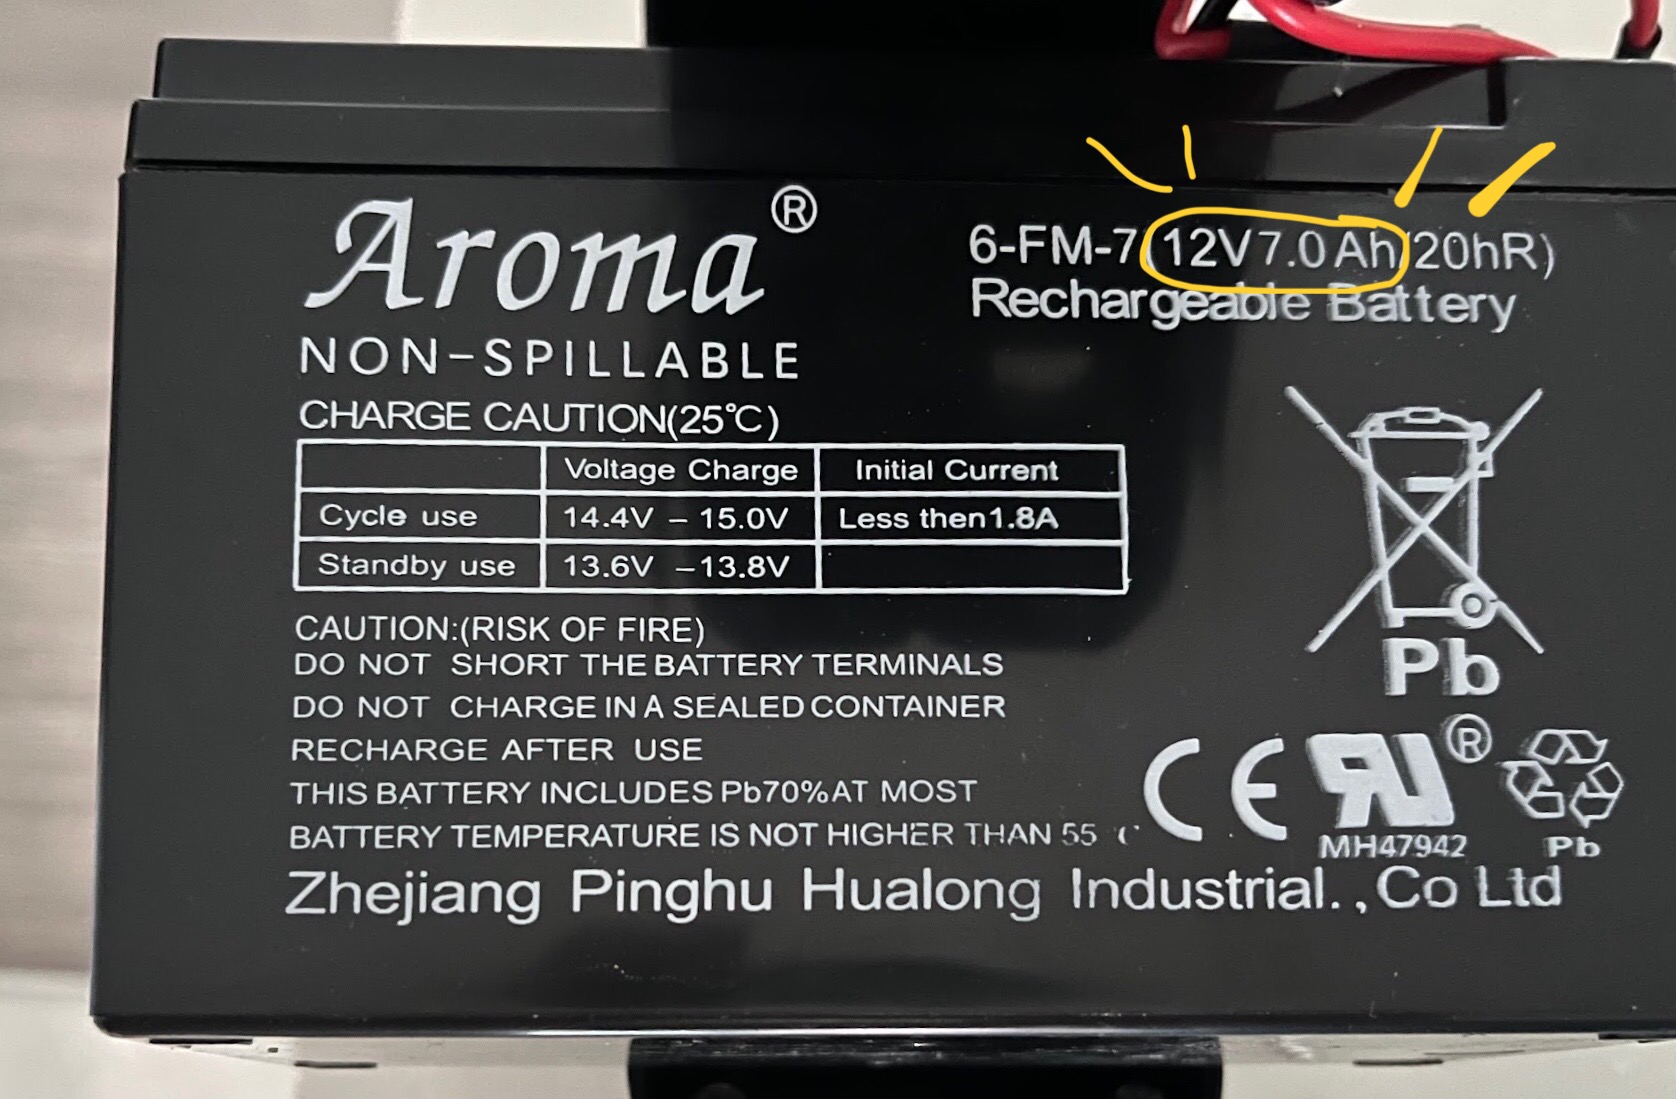 Aroma®
NON-SPILLABLE
6-FM-7(12V7.0Ah/20hR)
Rechargeable Battery
CHARGE CAUTION(25℃)
Voltage Charge Initial Current
Cycle use 14.4V – 15.0V Less then1.8A
Standby use 13.6V –13.8V
CAUTION:(RISK OF FIRE)
DO NOT SHORT THE BATTERY TERMINALS
DO NOT CHARGE IN A SEALED CONTAINER
RECHARGE AFTER USE
THIS BATTERY INCLUDES Pb70%AT MOST
BATTERY TEMPERATURE IS NOT HIGHER THAN 55 ℃
Pb
CE RU®
MH47942 Pb
Zhejiang Pinghu Hualong Industrial.,Co Ltd